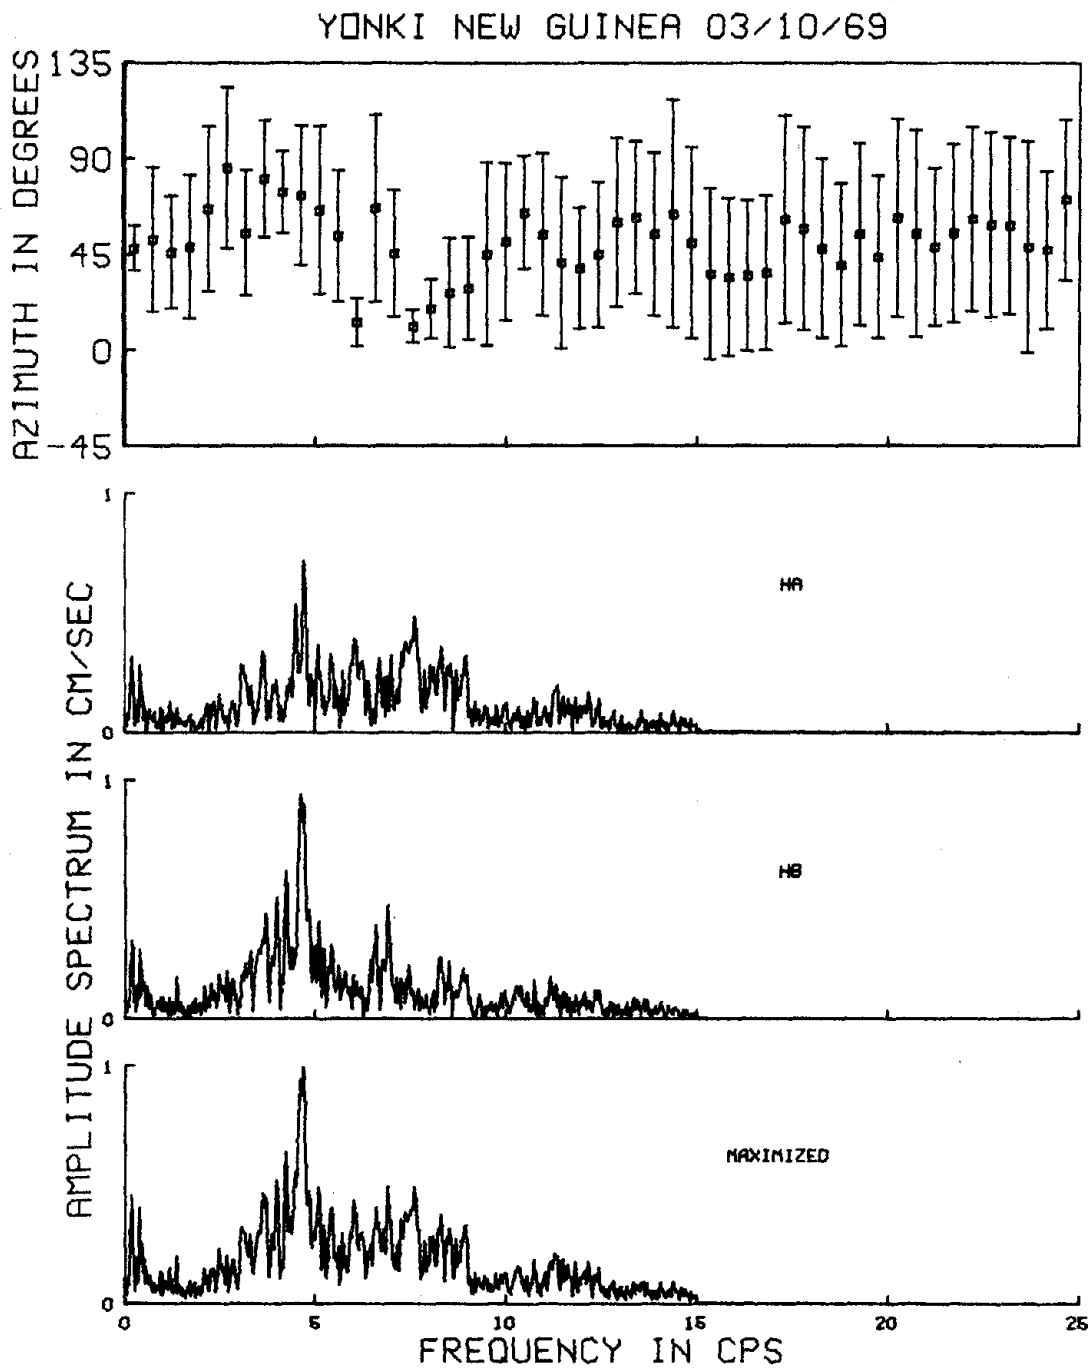 YONKI NEW GUINEA 03/10/69
AZIMUTH IN DEGREES
135
90
45
0
-45
AMPLITUDE SPECTRUM IN CM/SEC
1
HA
0
1
HB
0
1
MAXIMIZED
0
0 5 10 15 20 25
FREQUENCY IN CPS